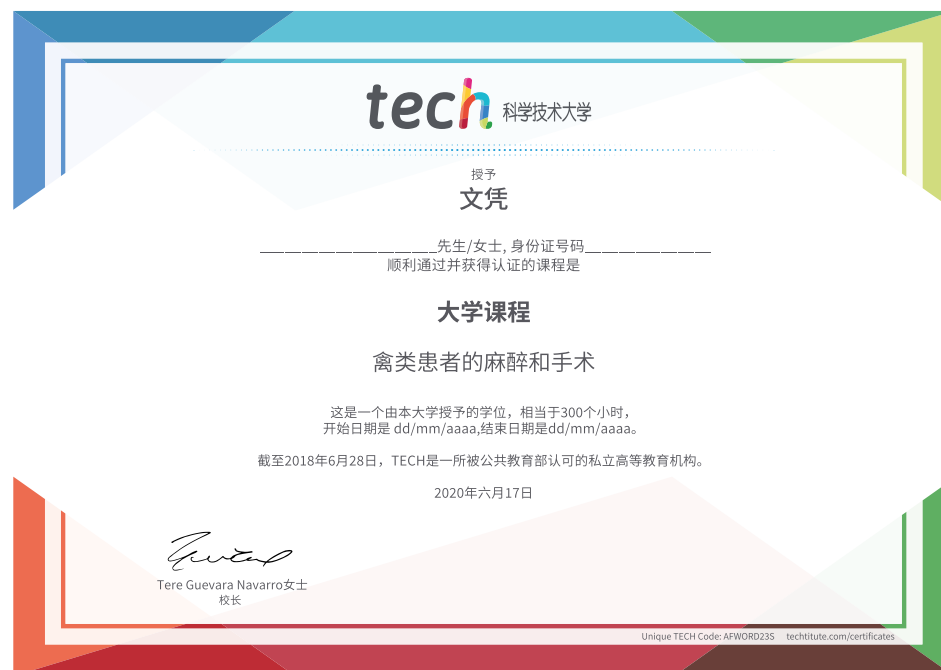 tech 科学技术大学
授予
文凭
______________________先生/女士, 身份证号码________________
顺利通过并获得认证的课程是
大学课程
禽类患者的麻醉和手术
这是一个由本大学授予的学位，相当于300个小时，
开始日期是 dd/mm/aaaa,结束日期是dd/mm/aaaa。
截至2018年6月28日，TECH是一所被公共教育部认可的私立高等教育机构。
2020年六月17日
Tere Guevara Navarro女士
校长
Unique TECH Code: AFWORD23S techtitute.com/certificates